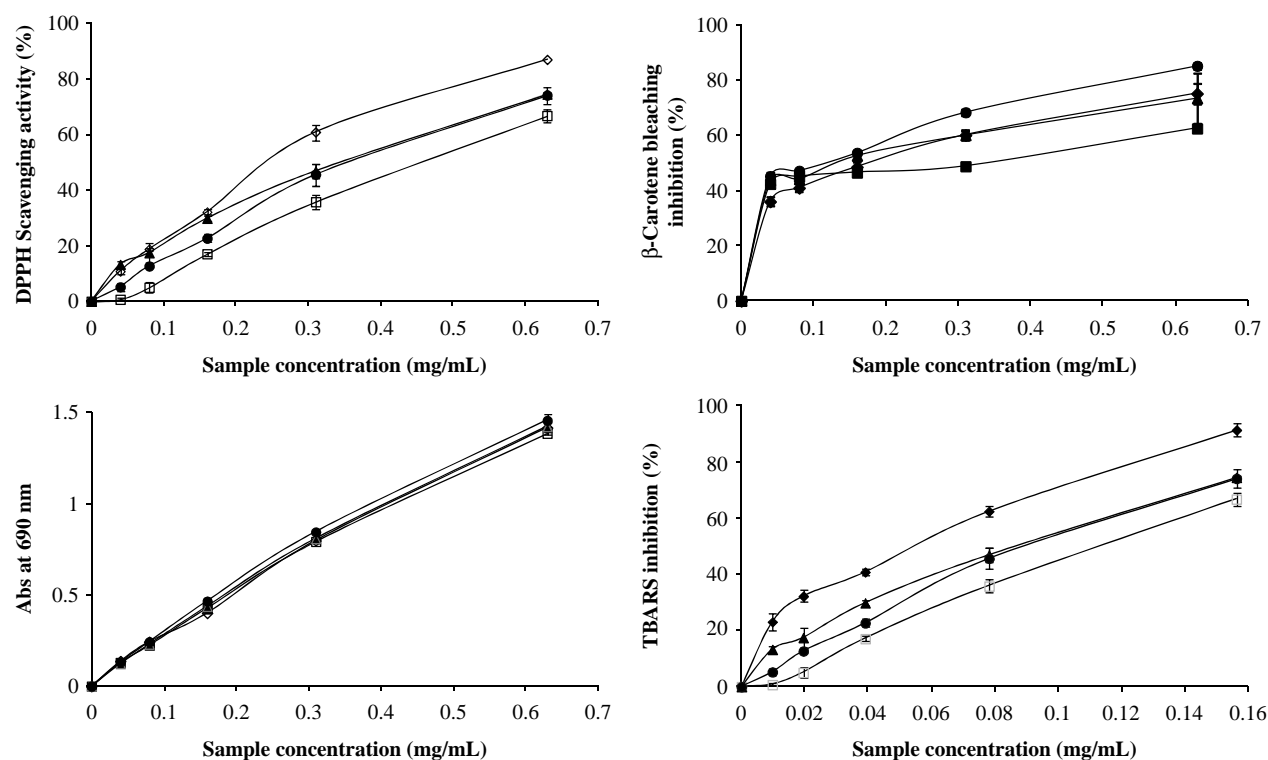 DPPH Scavenging activity (%)
100
80
60
40
20
0
0 0.1 0.2 0.3 0.4 0.5 0.6 0.7
Sample concentration (mg/mL)
β-Carotene bleaching
inhibition (%)
100
80
60
40
20
0
0 0.1 0.2 0.3 0.4 0.5 0.6 0.7
Sample concentration (mg/mL)
Abs at 690 nm
1.5
1
0.5
0
0 0.1 0.2 0.3 0.4 0.5 0.6 0.7
Sample concentration (mg/mL)
TBARS inhibition (%)
100
80
60
40
20
0
0 0.02 0.04 0.06 0.08 0.1 0.12 0.14 0.16
Sample concentration (mg/mL)